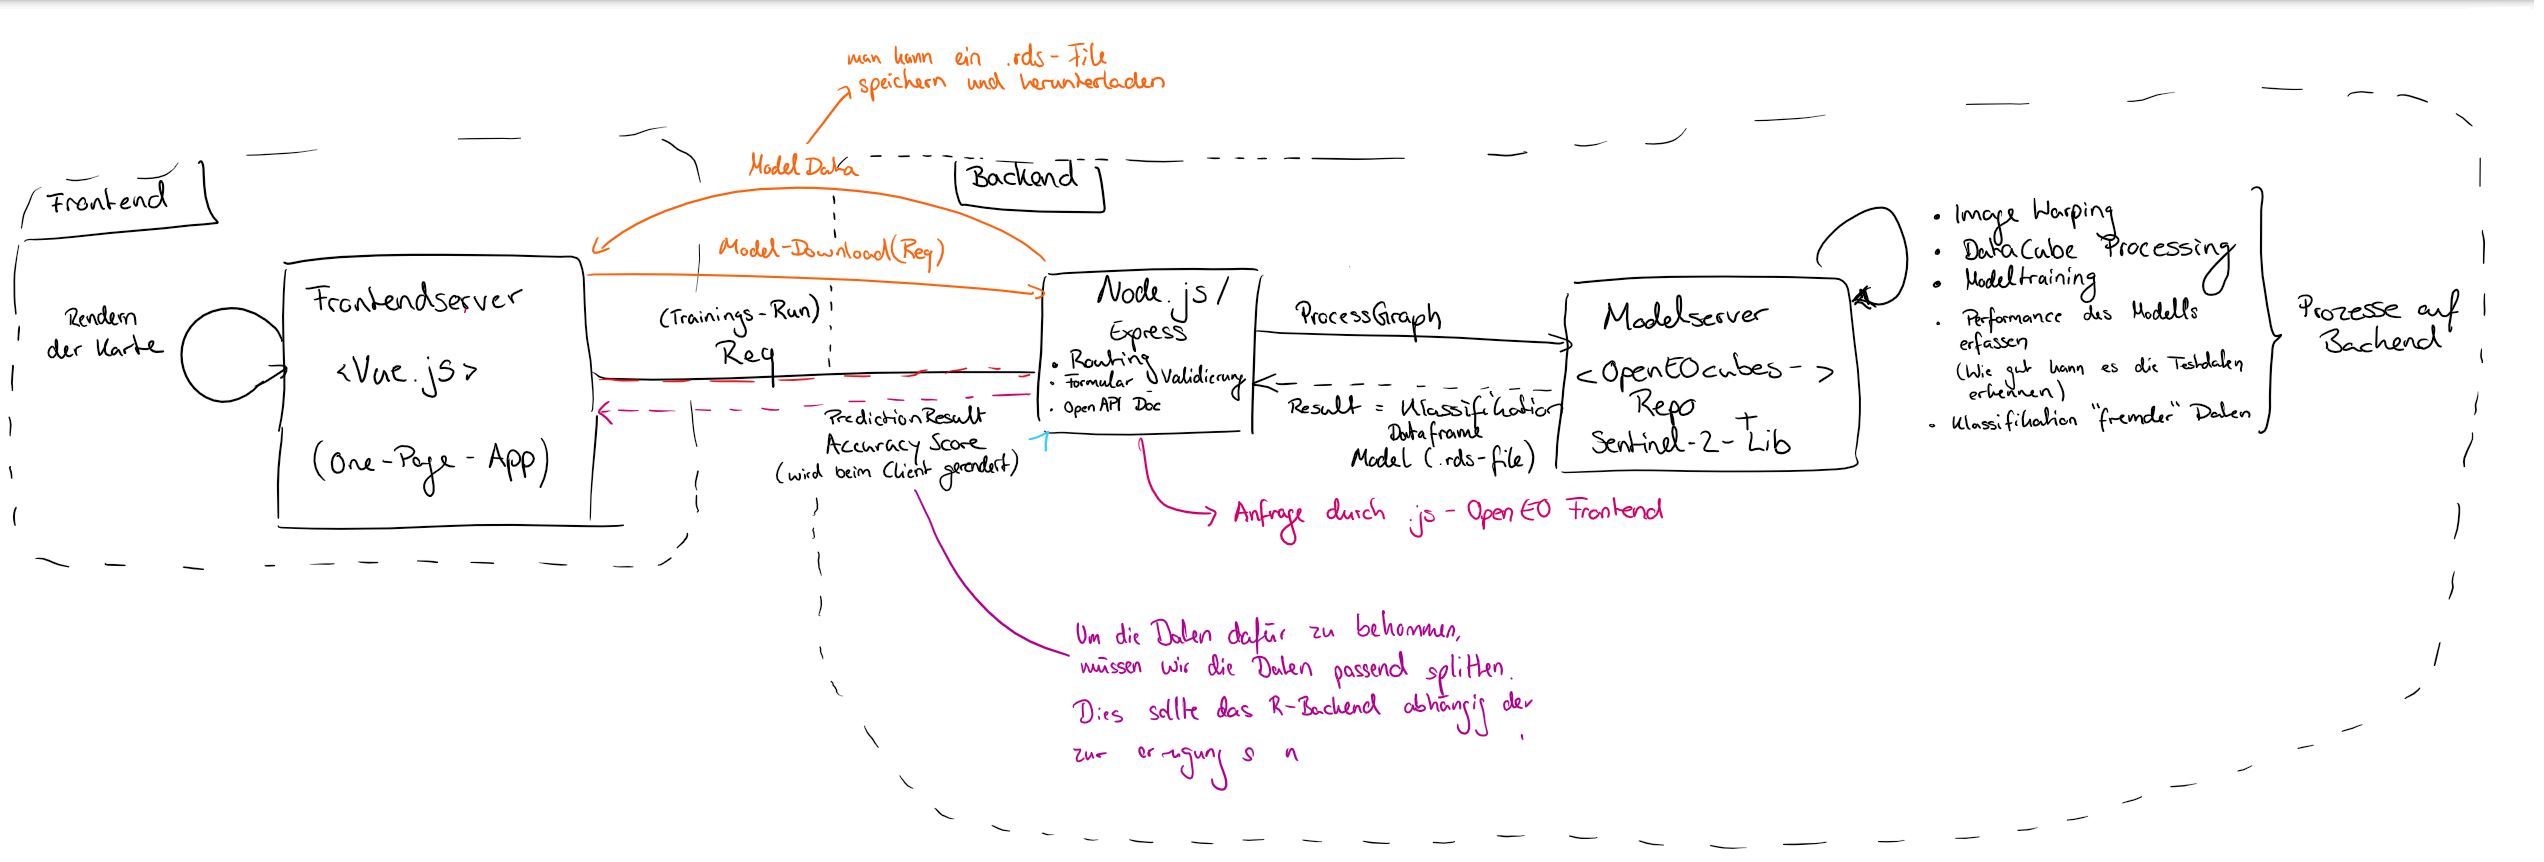 man kann ein .rds-File
speichern und herunterladen
Model Data
Frontend
Backend
Model-Download(Req)
Rendern
der Karte
Frontendserver
<Vue.js>
(One-Page-App)
(Trainings-Run)
Req
PredictionResult
Accuracy Score
(wird beim Client gerendert)
Node.js/
Express
• Routing
• Formular Validierung
• OpenAPI Doc
ProcessGraph
Result = Klassifikation
Dataframe
Model (.rds-file)
Anfrage durch .js-OpenEO Frontend
Modelserver
<OpenEOcubes- >
Repo
+
Sentinel-2-Lib
• Image Warping
• DataCube Processing
• Modeltraining
• Performance des Modells
erfassen
(Wie gut kann es die Testdaten
erkennen)
• Klassifikation "fremder" Daten
Prozesse auf
Backend
Um die Daten dafür zu bekommen,
müssen wir die Daten passend splitten.
Dies sollte das R-Backend abhängig der
zur